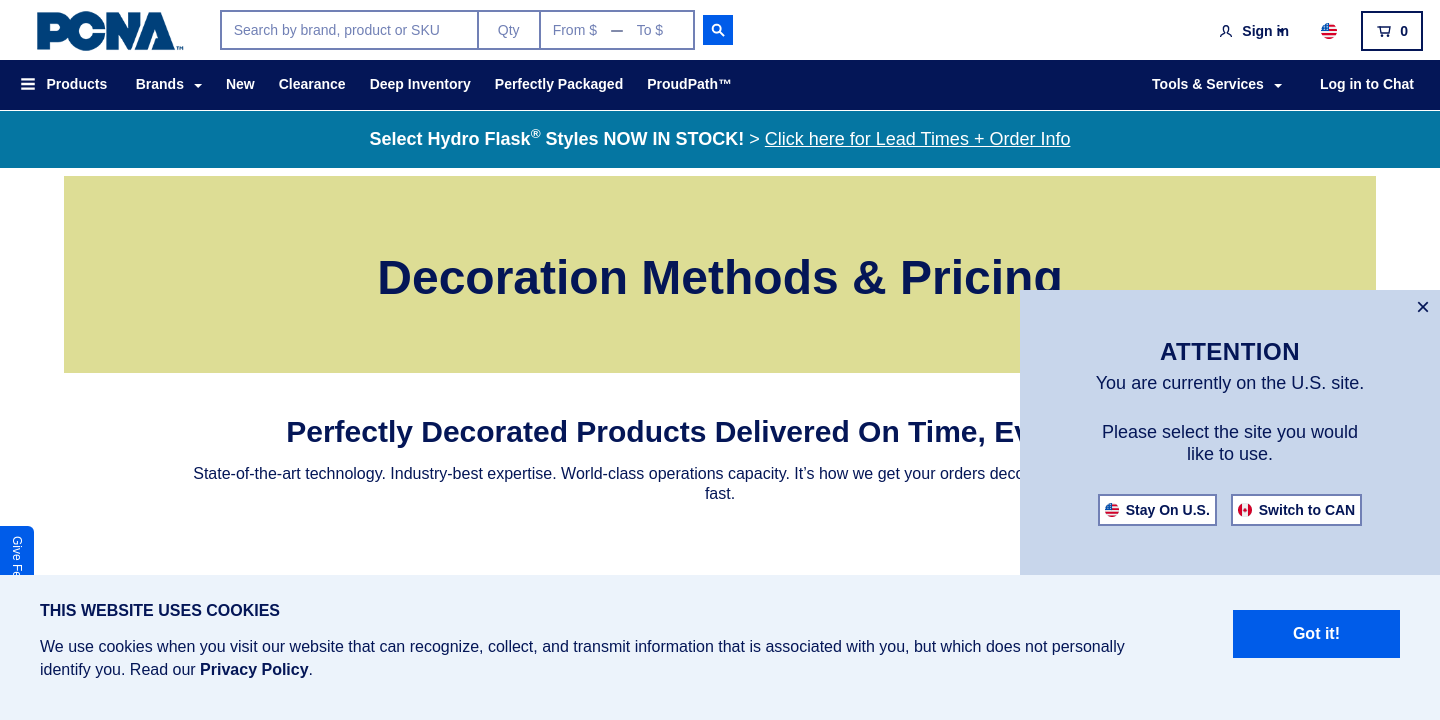 PCNA™
Search by brand, product or SKU
Qty
From $ — To $
Sign in
0
Products
Brands
New
Clearance
Deep Inventory
Perfectly Packaged
ProudPath™
Tools & Services
Log in to Chat
Select Hydro Flask® Styles NOW IN STOCK! > Click here for Lead Times + Order Info
Decoration Methods & Pricing
Perfectly Decorated Products Delivered On Time,
State-of-the-art technology. Industry-best expertise. World-class operations capacity. It’s how we get your orders
fast.
×
ATTENTION
You are currently on the U.S. site.
Please select the site you would
like to use.
Stay On U.S.
Switch to CAN
Give
THIS WEBSITE USES COOKIES
We use cookies when you visit our website that can recognize, collect, and transmit information that is associated with you, but which does not personally
identify you. Read our Privacy Policy.
Got it!